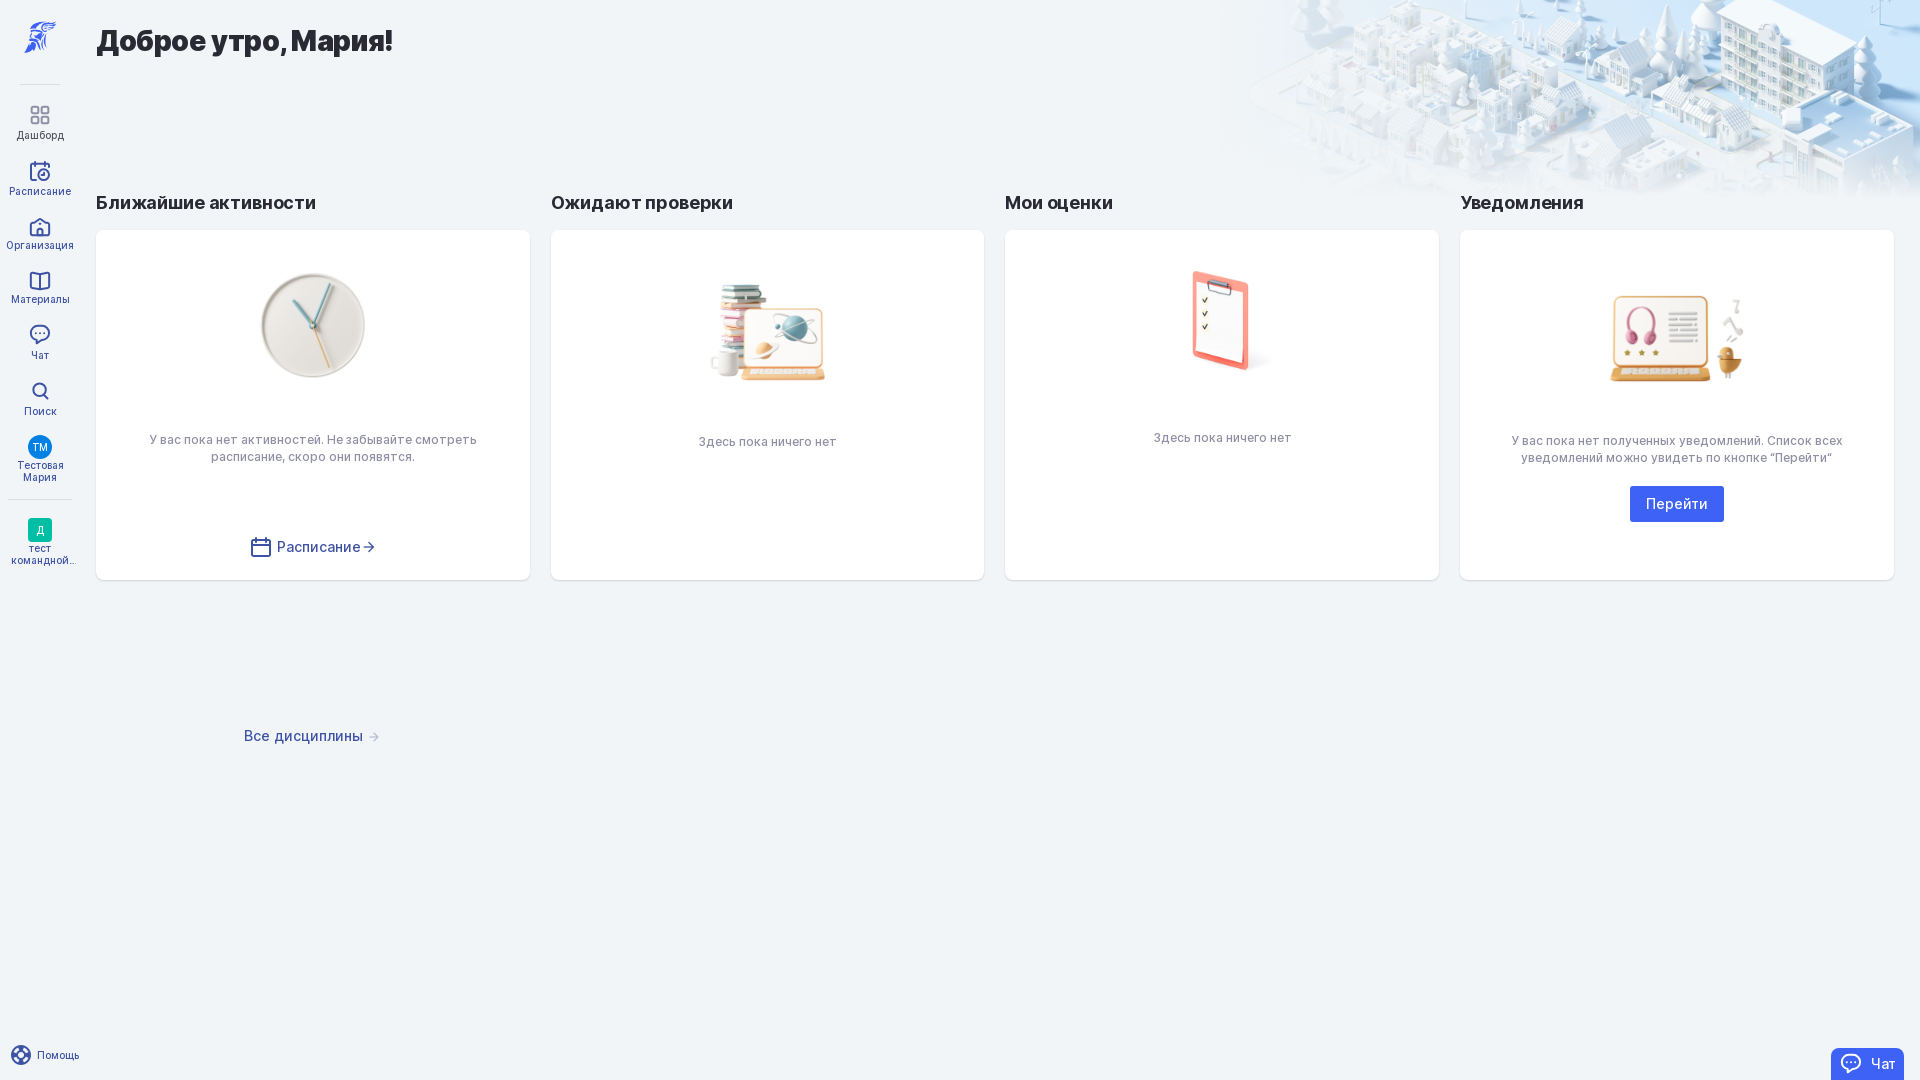 Доброе утро, Мария!
Дашборд
Расписание
Организация
Материалы
Чат
Поиск
ТМ
Тестовая
Мария
Д
тест
командной...
Ближайшие активности
У вас пока нет активностей. Не забывайте смотреть
расписание, скоро они появятся.
Расписание
Ожидают проверки
Здесь пока ничего нет
Мои оценки
Здесь пока ничего нет
Уведомления
У вас пока нет полученных уведомлений. Список всех
уведомлений можно увидеть по кнопке “Перейти”
Перейти
Все дисциплины
Помощь
Чат